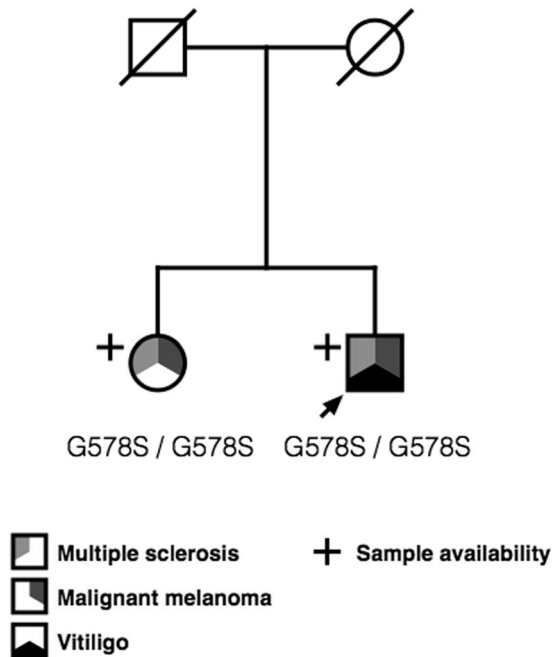 + +
G578S / G578S G578S / G578S
Multiple sclerosis + Sample availability
Malignant melanoma
Vitiligo